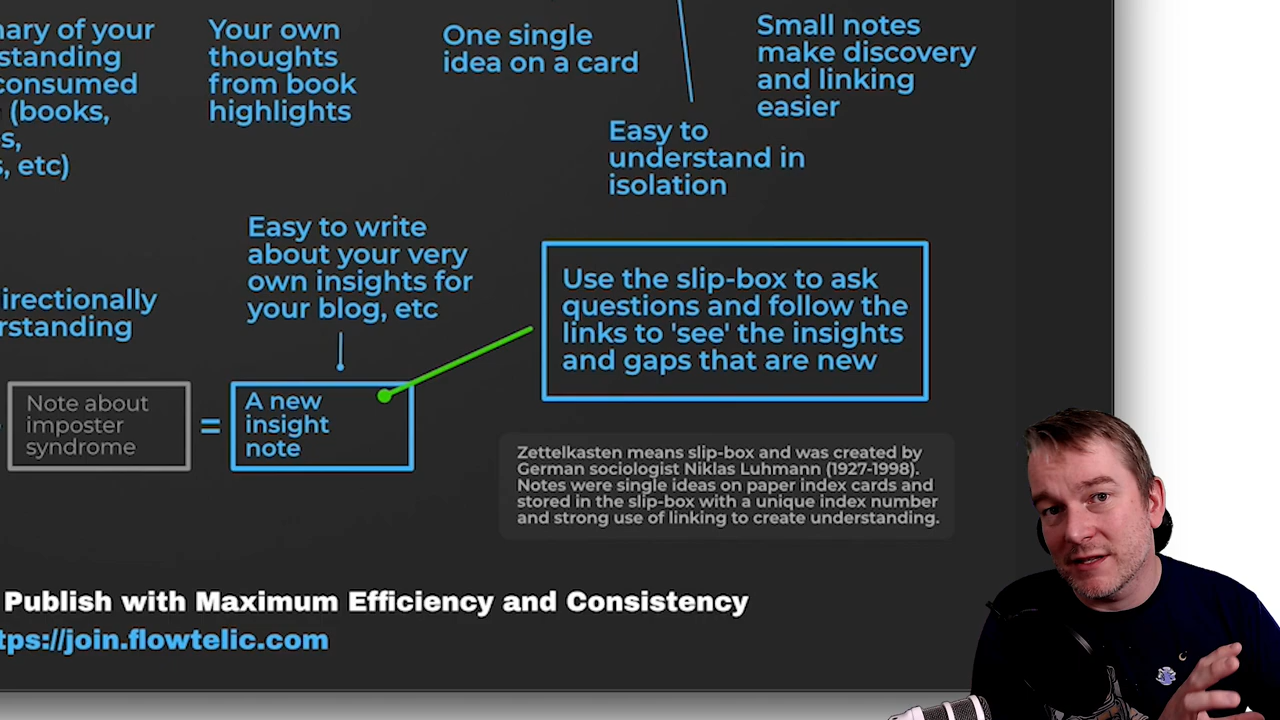 ary of your
standing
consumed
(books,
s,
s, etc)
Your own
thoughts
from book
highlights
One single
idea on a card
Easy to
understand in
isolation
Small notes
make discovery
and linking
easier
irectionally
rstanding
Easy to write
about your very
own insights for
your blog, etc
Use the slip-box to ask
questions and follow the
links to 'see' the insights
and gaps that are new
Note about
imposter
syndrome
=
A new
insight
note
Zettelkasten means slip-box and was created by
German sociologist Niklas Luhmann (1927-1998).
Notes were single ideas on paper index cards and
stored in the slip-box with a unique index number
and strong use of linking to create understanding.
Publish with Maximum Efficiency and Consistency
tps://join.flowtelic.com